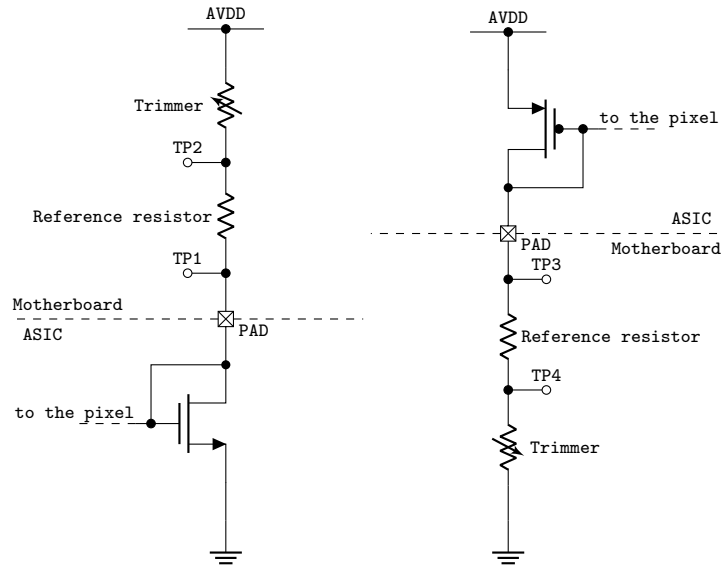 AVDD
Trimmer
TP2
Reference resistor
TP1
Motherboard
ASIC
PAD
to the pixel
AVDD
to the pixel
ASIC
PAD
Motherboard
TP3
Reference resistor
TP4
Trimmer